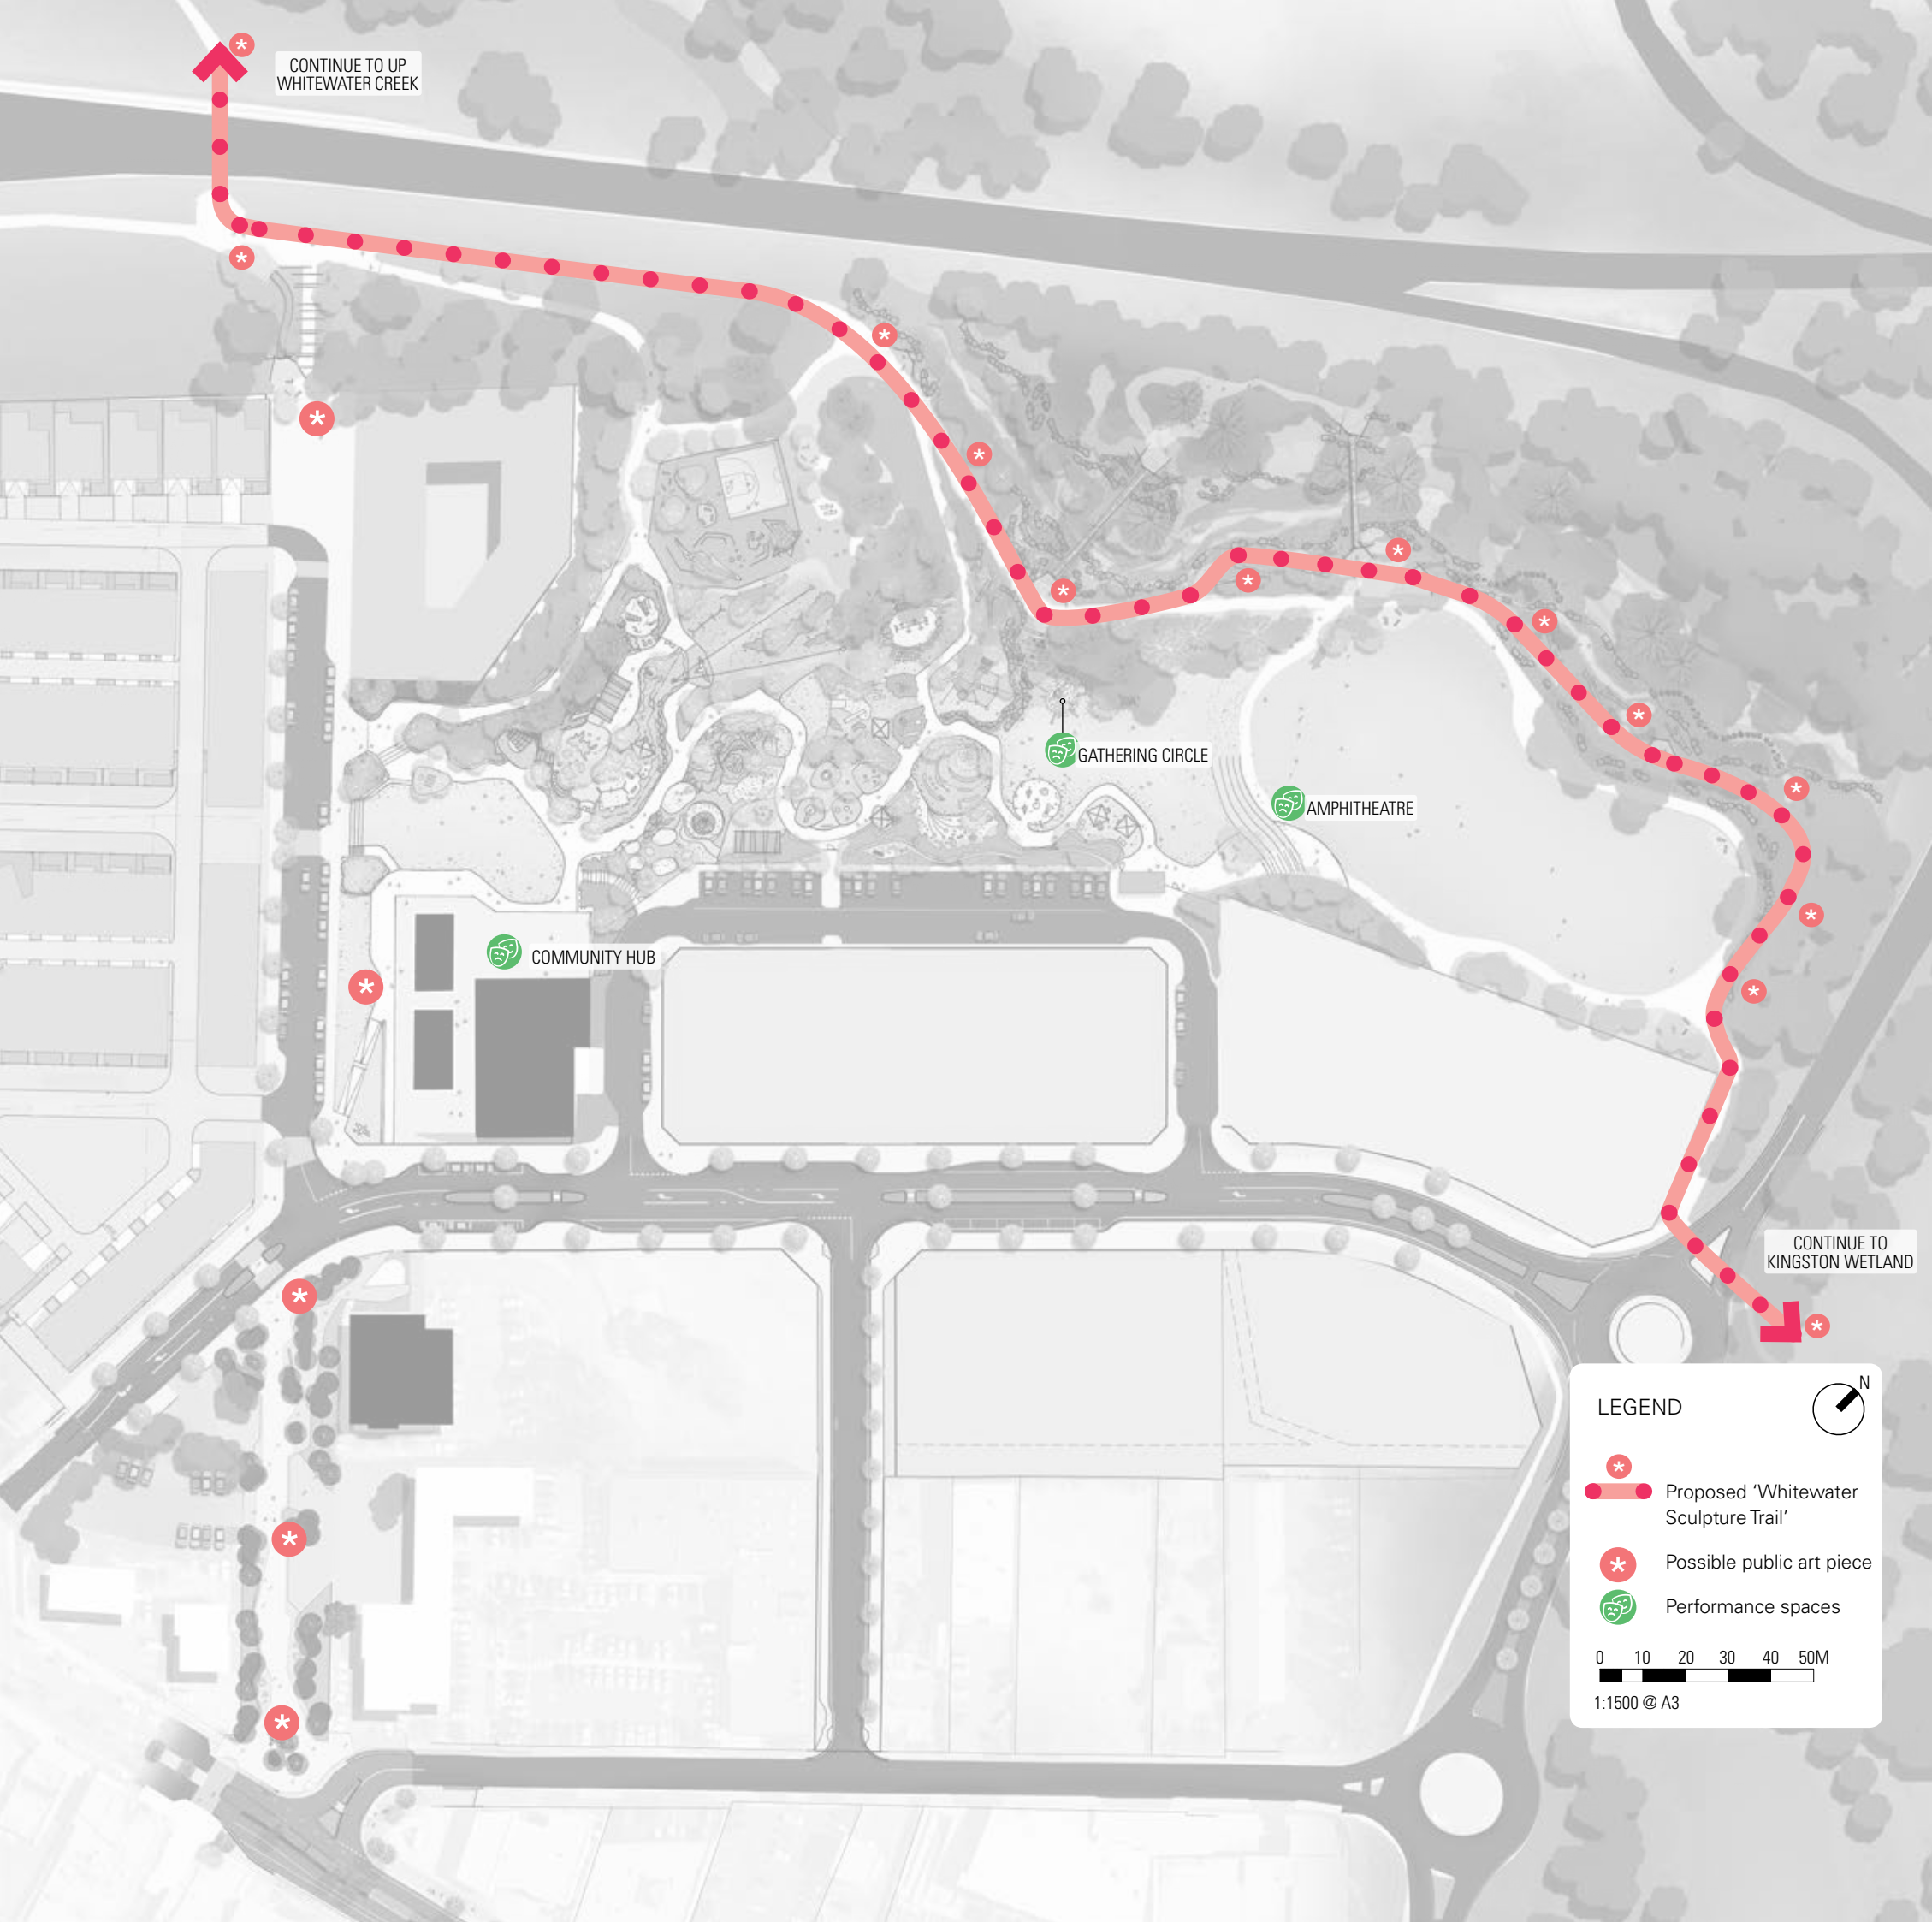 CONTINUE TO UP
WHITEWATER CREEK
GATHERING CIRCLE
AMPHITHEATRE
COMMUNITY HUB
CONTINUE TO
KINGSTON WETLAND
LEGEND
N
Proposed ‘Whitewater
Sculpture Trail’
Possible public art piece
Performance spaces
0 10 20 30 40 50M
1:1500 @ A3